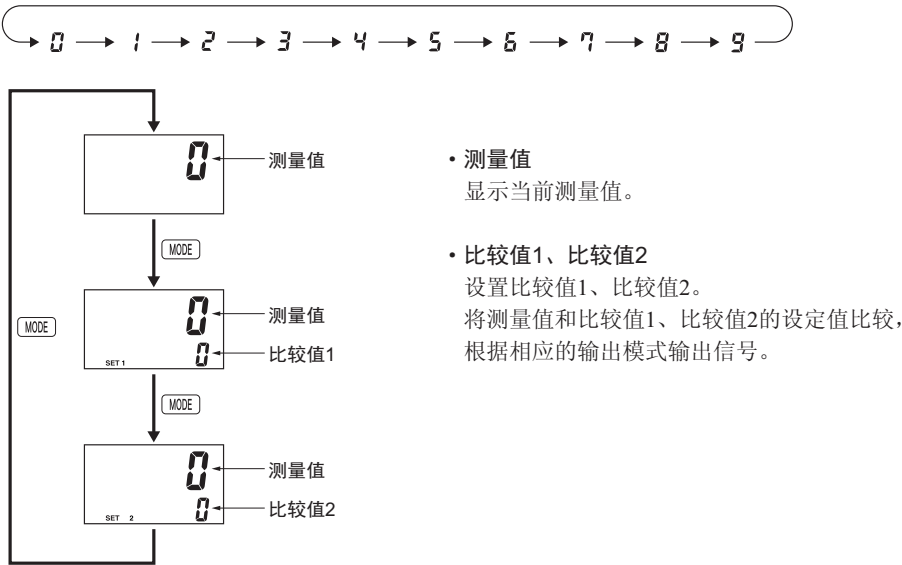 0 → 1 → 2 → 3 → 4 → 5 → 6 → 7 → 8 → 9
0
测量值
MODE
0
测量值
SET 1
0
比较值1
MODE
MODE
0
测量值
SET 2
0
比较值2
・测量值
显示当前测量值。
・比较值1、比较值2
设置比较值1、比较值2。
将测量值和比较值1、比较值2的设定值比较，
根据相应的输出模式输出信号。